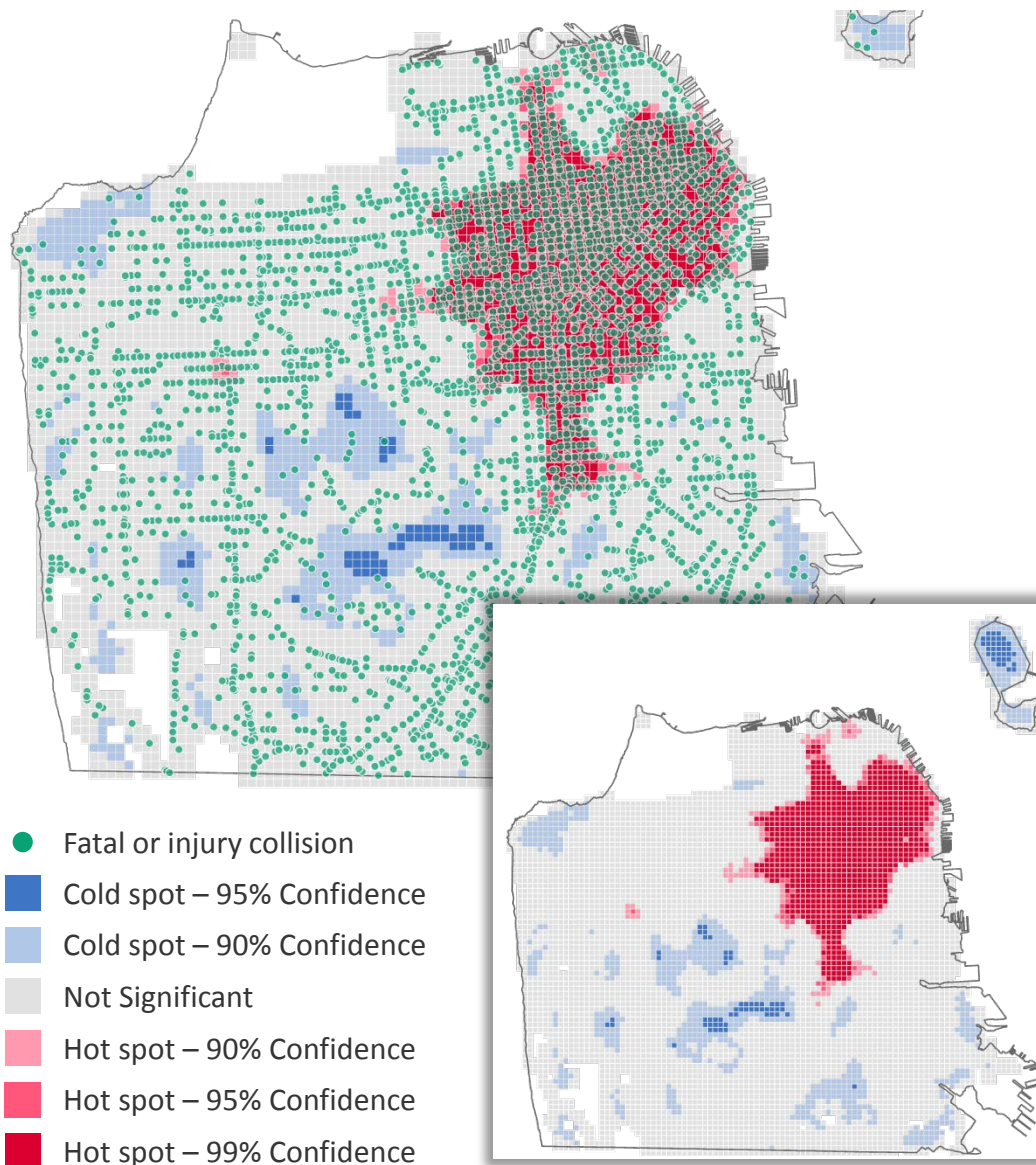 Fatal or injury collision
Cold spot – 95% Confidence
Cold spot – 90% Confidence
Not Significant
Hot spot – 90% Confidence
Hot spot – 95% Confidence
Hot spot – 99% Confidence